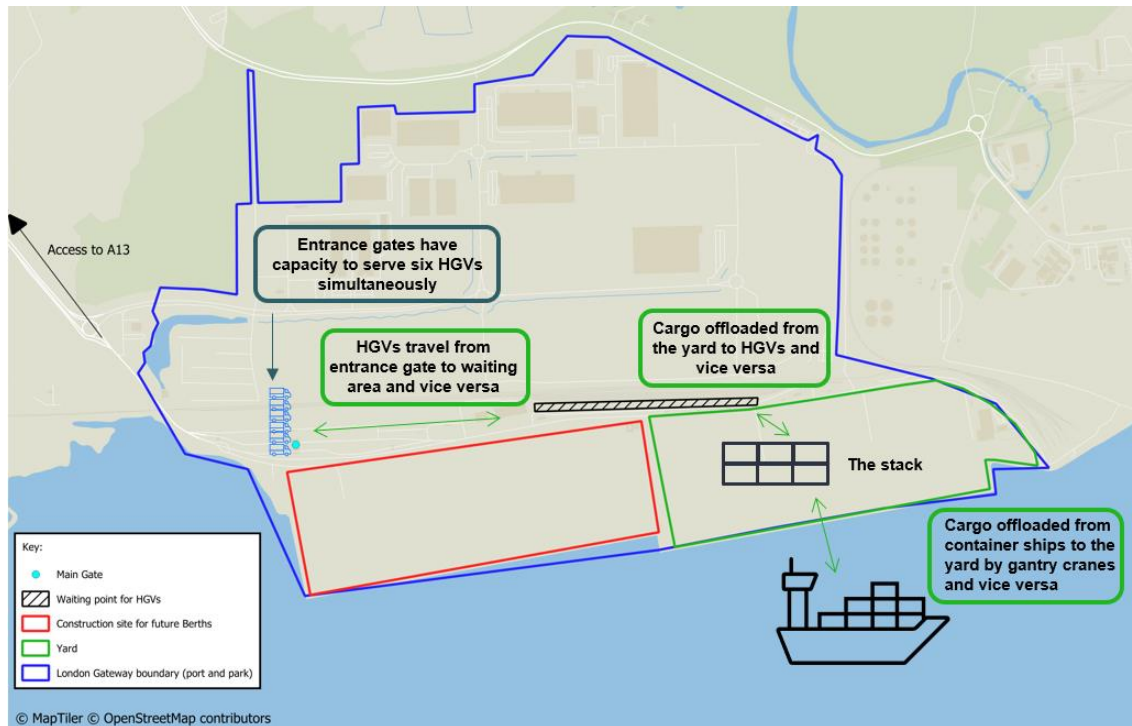 Access to A13
Entrance gates have
capacity to serve six HGVs
simultaneously
HGVs travel from
entrance gate to waiting
area and vice versa
Cargo offloaded from
the yard to HGVs and
vice versa
The stack
Cargo offloaded from
container ships to the
yard by gantry cranes
and vice versa
Key:
Main Gate
Waiting point for HGVs
Construction site for future Berths
Yard
London Gateway boundary (port and park)
© MapTiler © OpenStreetMap contributors